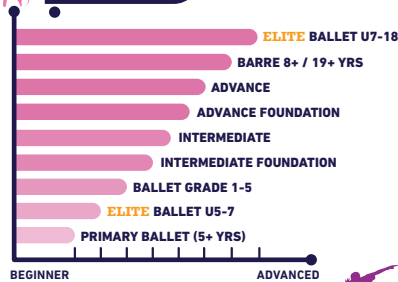 ELITE BALLET U7-18
BARRE 8+ / 19+ YRS
ADVANCE
ADVANCE FOUNDATION
INTERMEDIATE
INTERMEDIATE FOUNDATION
BALLET GRADE 1-5
ELITE BALLET U5-7
PRIMARY BALLET (5+ YRS)
BEGINNER ADVANCED